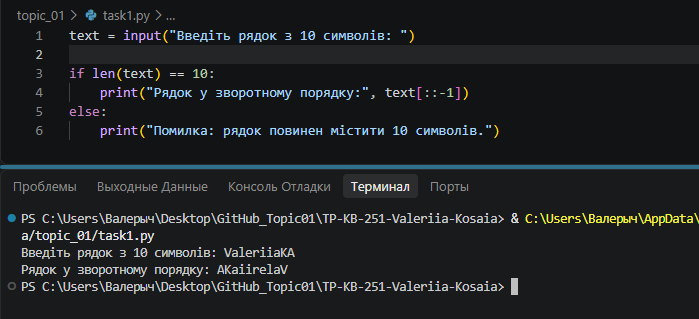 topic_01 > task1.py > ...
1 text = input("Введіть рядок з 10 символів: ")
2
3 if len(text) == 10:
4 print("Рядок у зворотному порядку:", text[::-1])
5 else:
6 print("Помилка: рядок повинен містити 10 символів.")
Проблемы Выходные Данные Консоль Отладки Терминал Порты
PS C:\Users\Валерыч\Desktop\GitHub_Topic01\TP-KB-251-Valeriia-Kosaia> & C:\Users\Валерыч\AppData\
a/topic_01/task1.py
Введіть рядок з 10 символів: ValeriiaKA
Рядок у зворотному порядку: AKaiirelaV
PS C:\Users\Валерыч\Desktop\GitHub_Topic01\TP-KB-251-Valeriia-Kosaia>